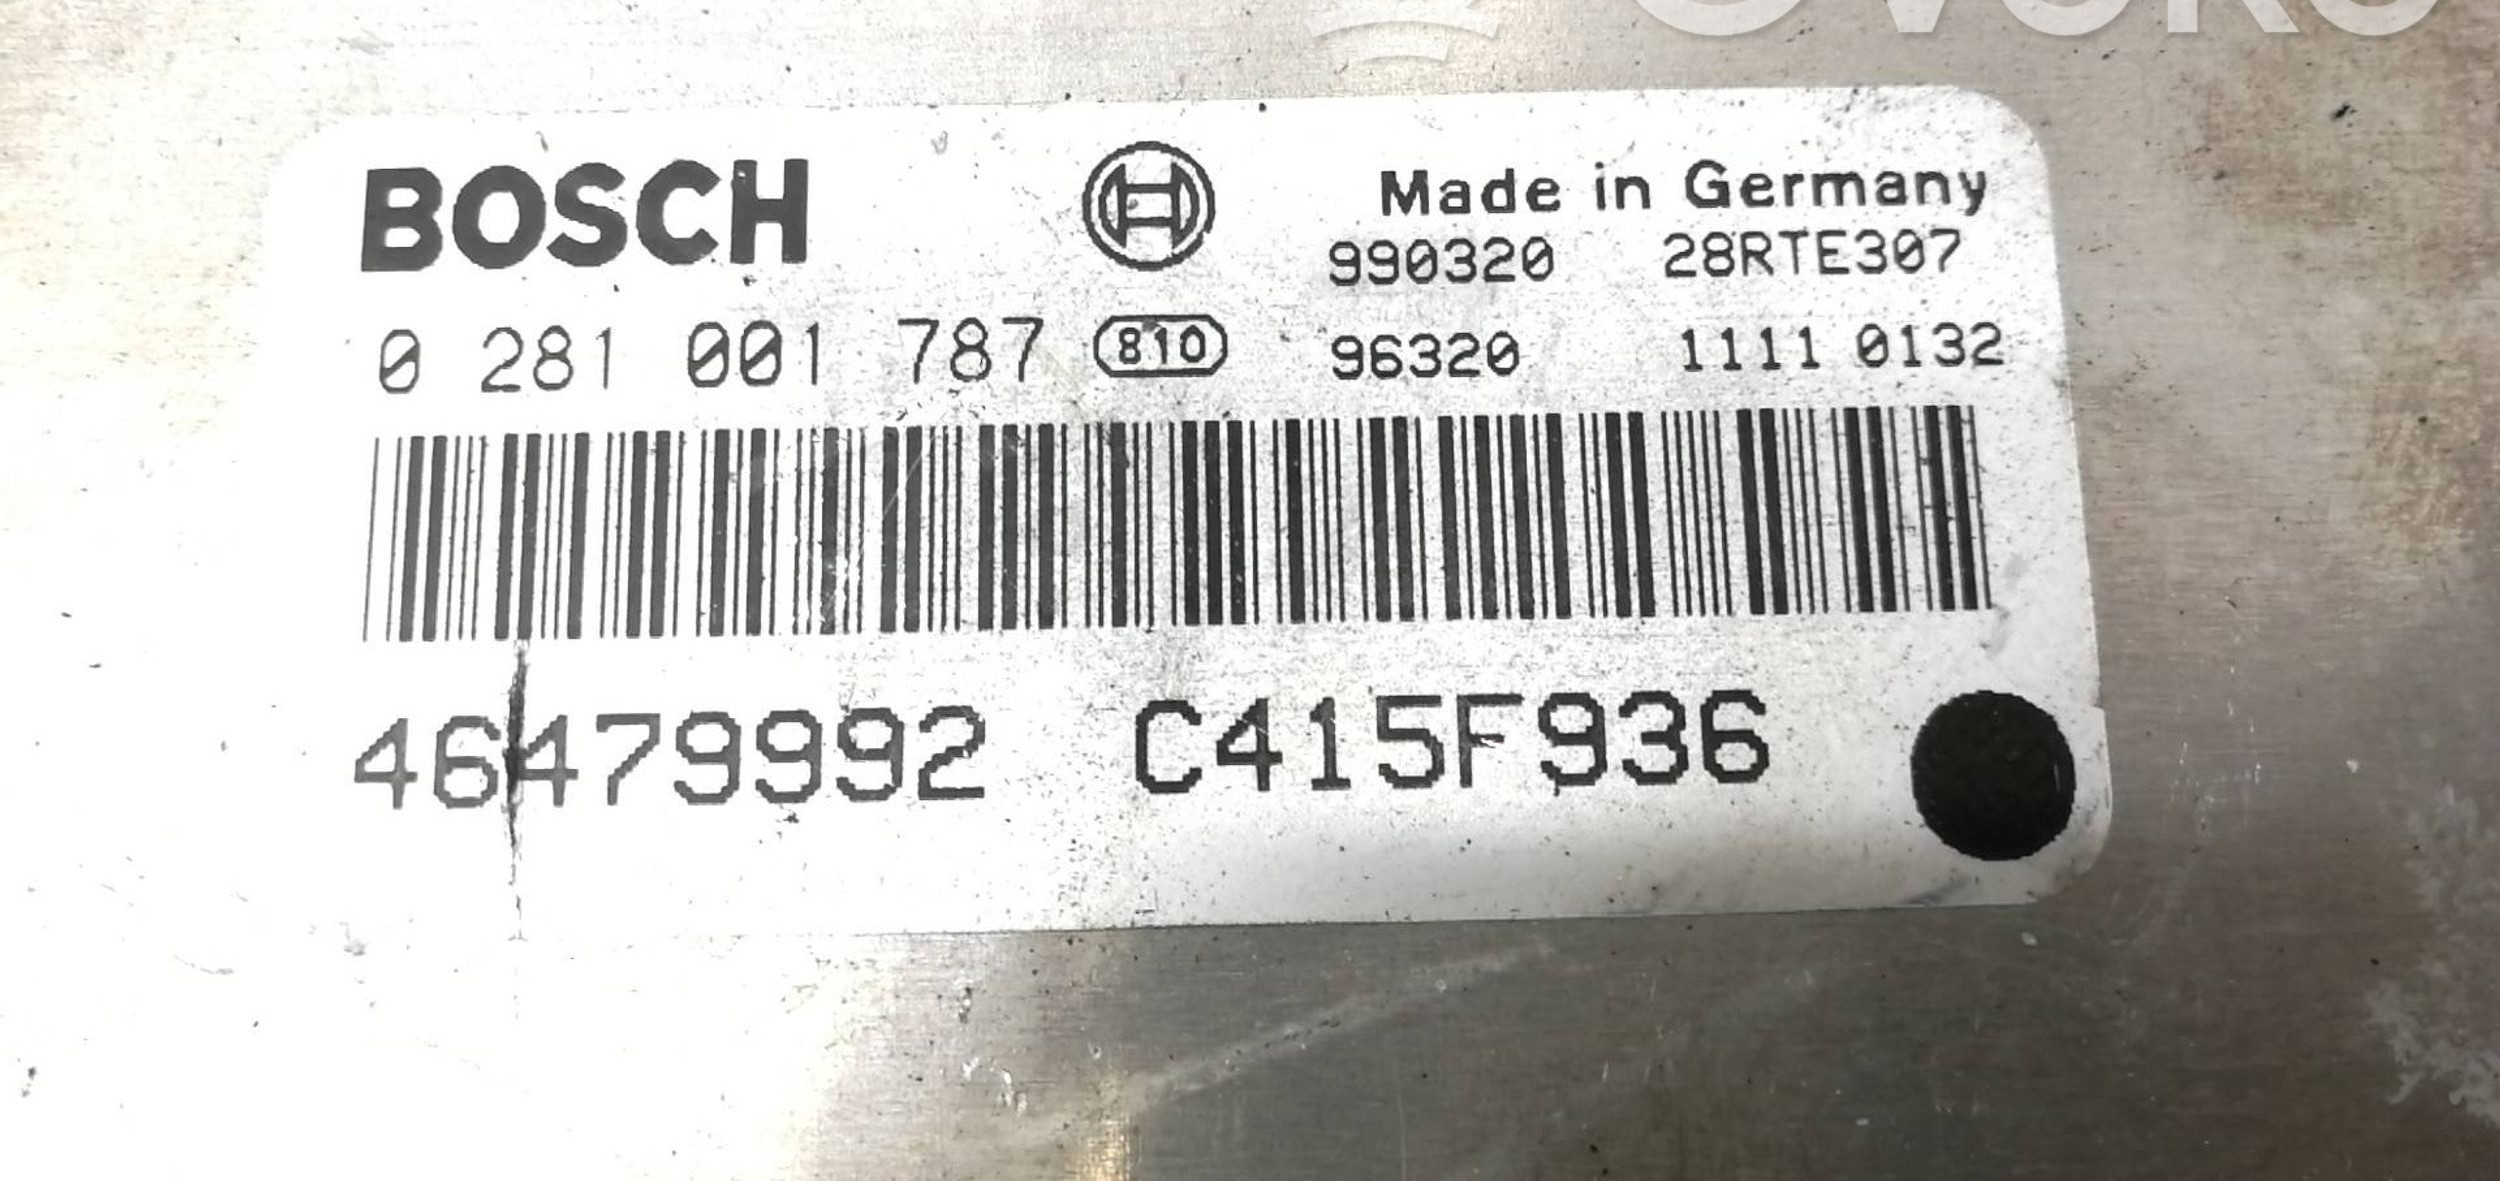 BOSCH
Made in Germany
990320 28RTE307
0 281 001 787 810 96320 1111 0132
46479992 C415F936